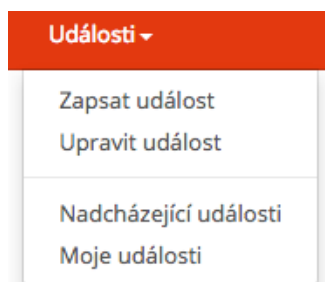 Události
Zapsat událost
Upravit událost
Nadcházející události
Moje události